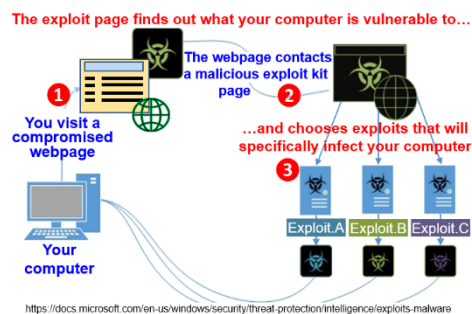 The exploit page finds out what your computer is vulnerable to…
The webpage contacts
a malicious exploit kit
page
1
2
You visit a
compromised
webpage
…and chooses exploits that will
specifically infect your computer
3
Exploit.A Exploit.B Exploit.C
Your
computer
https://docs.microsoft.com/en-us/windows/security/threat-protection/intelligence/exploits-malware